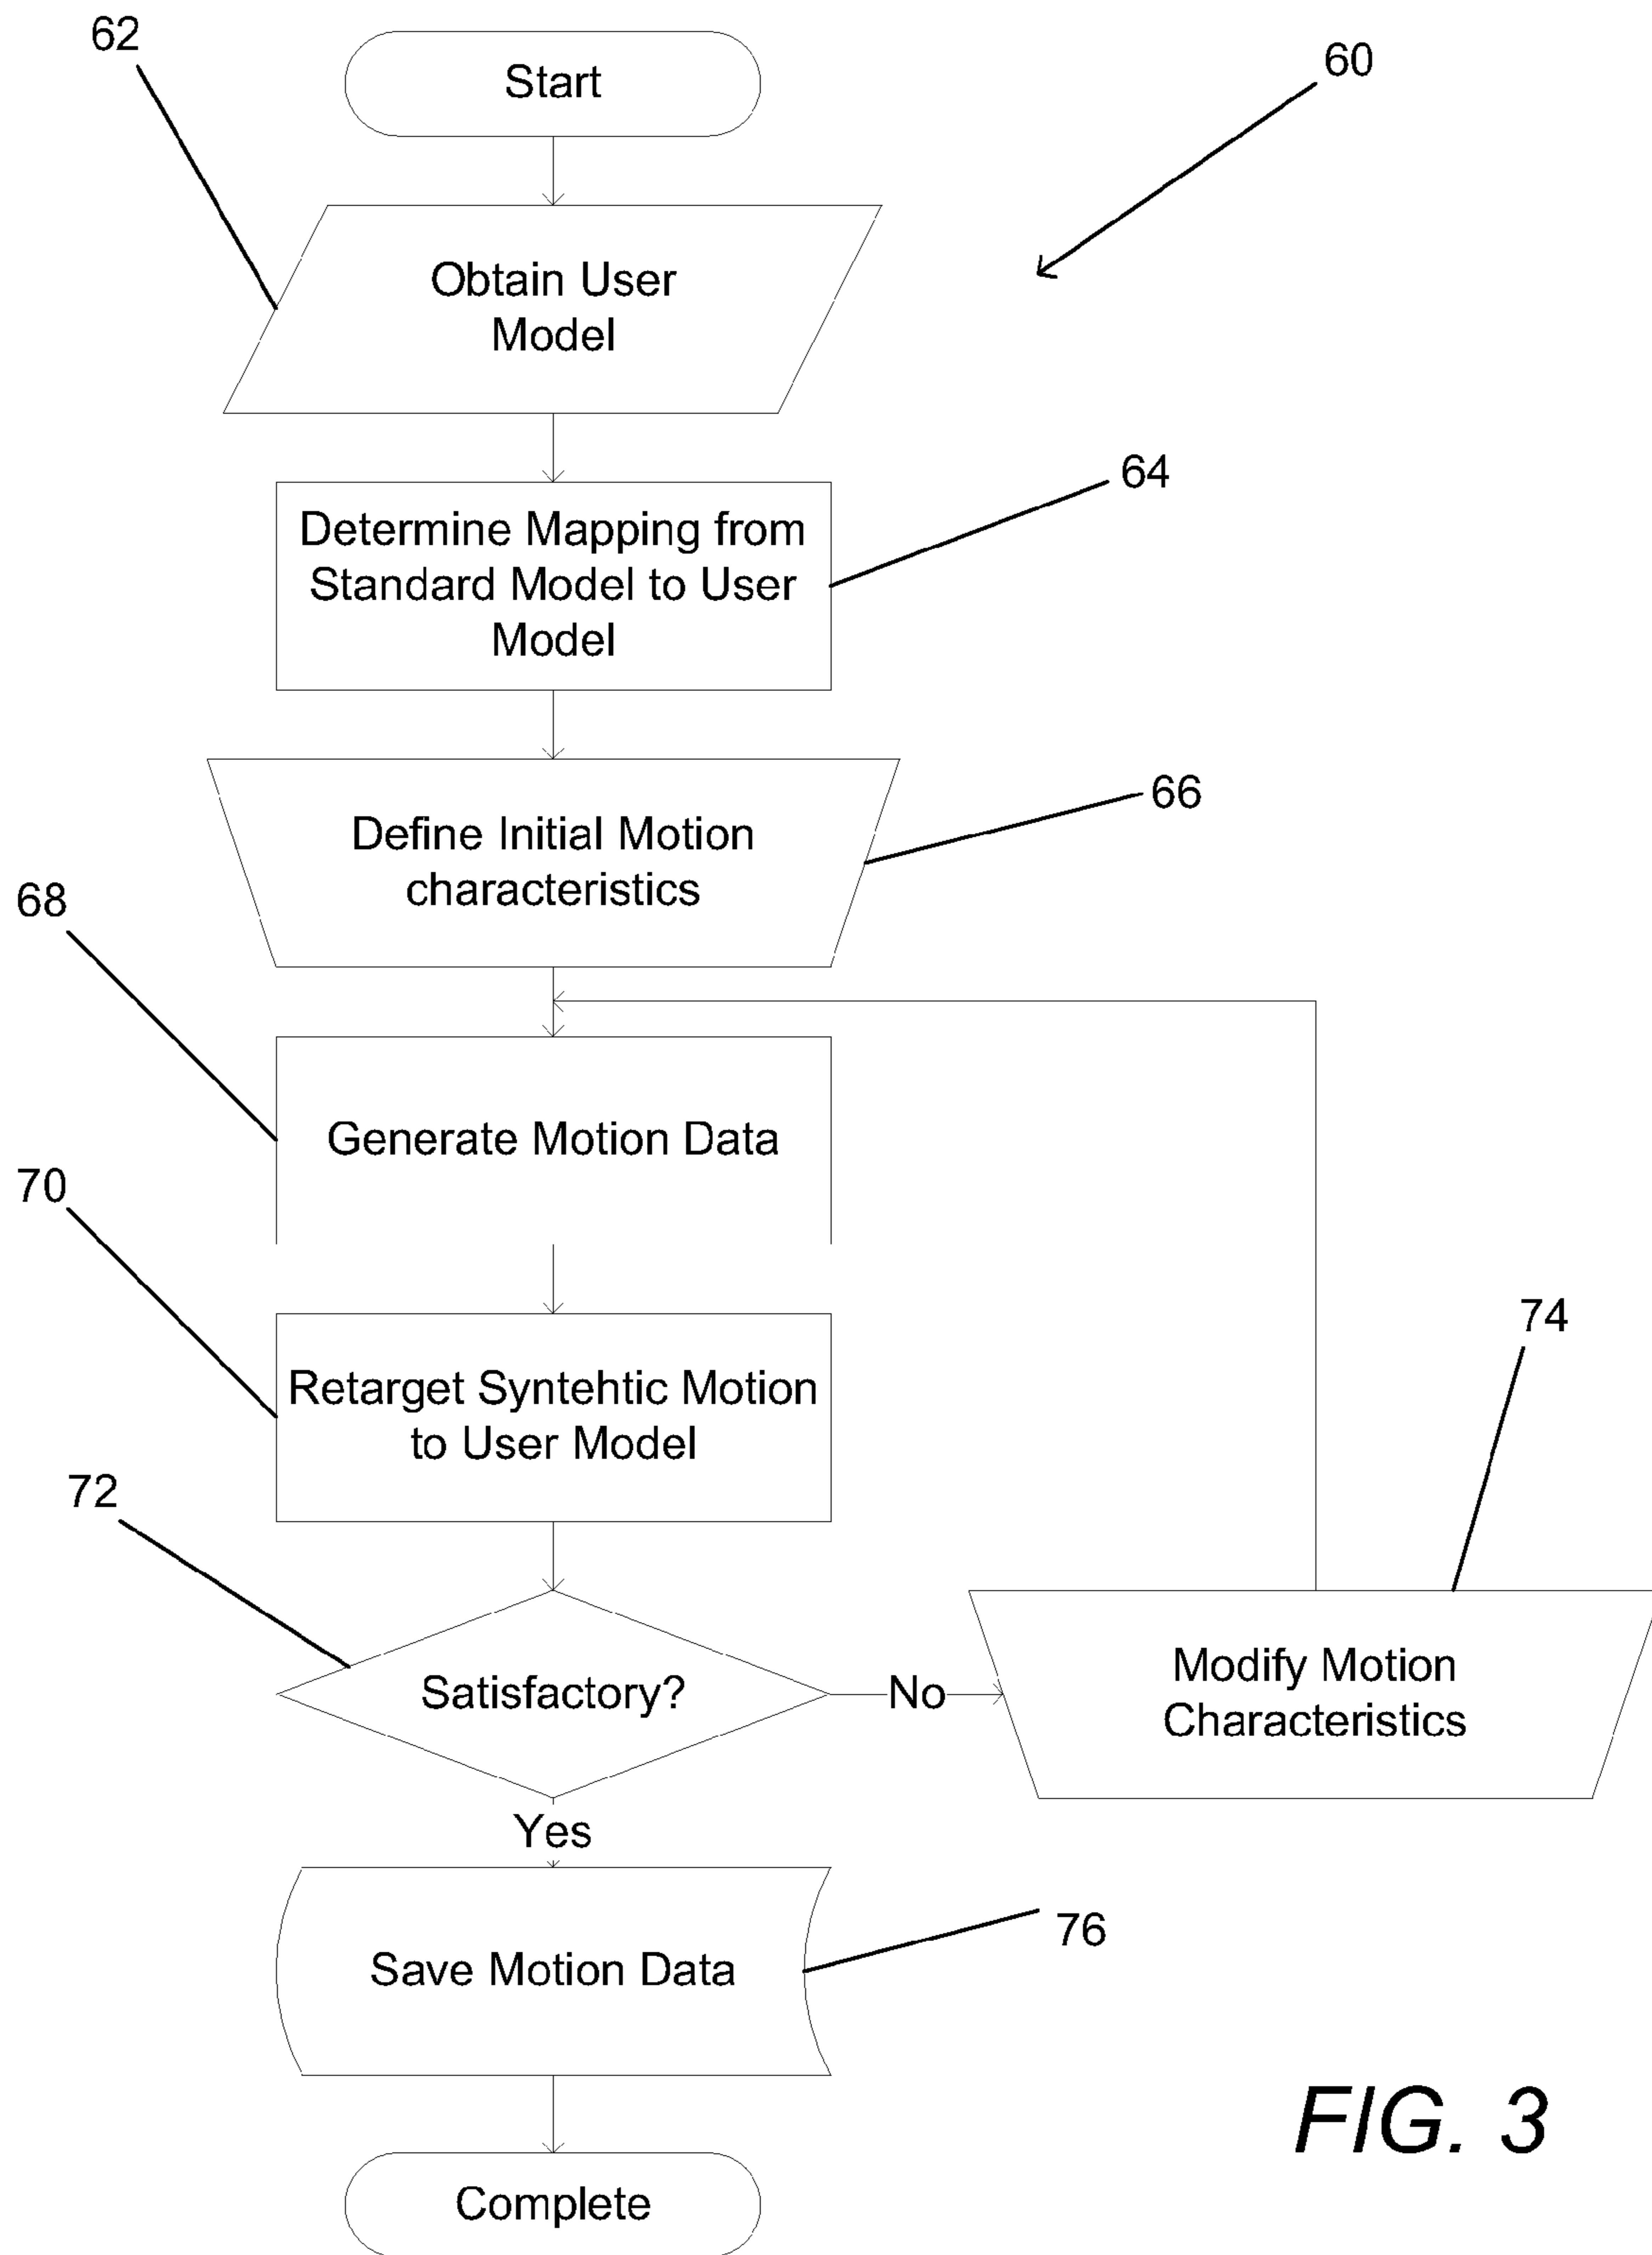 62
Start
60
Obtain User
Model
64
Determine Mapping from
Standard Model to User
Model
66
Define Initial Motion
characteristics
68
Generate Motion Data
70
Retarget Syntehtic Motion
to User Model
72
74
Satisfactory?
No
Modify Motion
Characteristics
Yes
76
Save Motion Data
FIG. 3
Complete